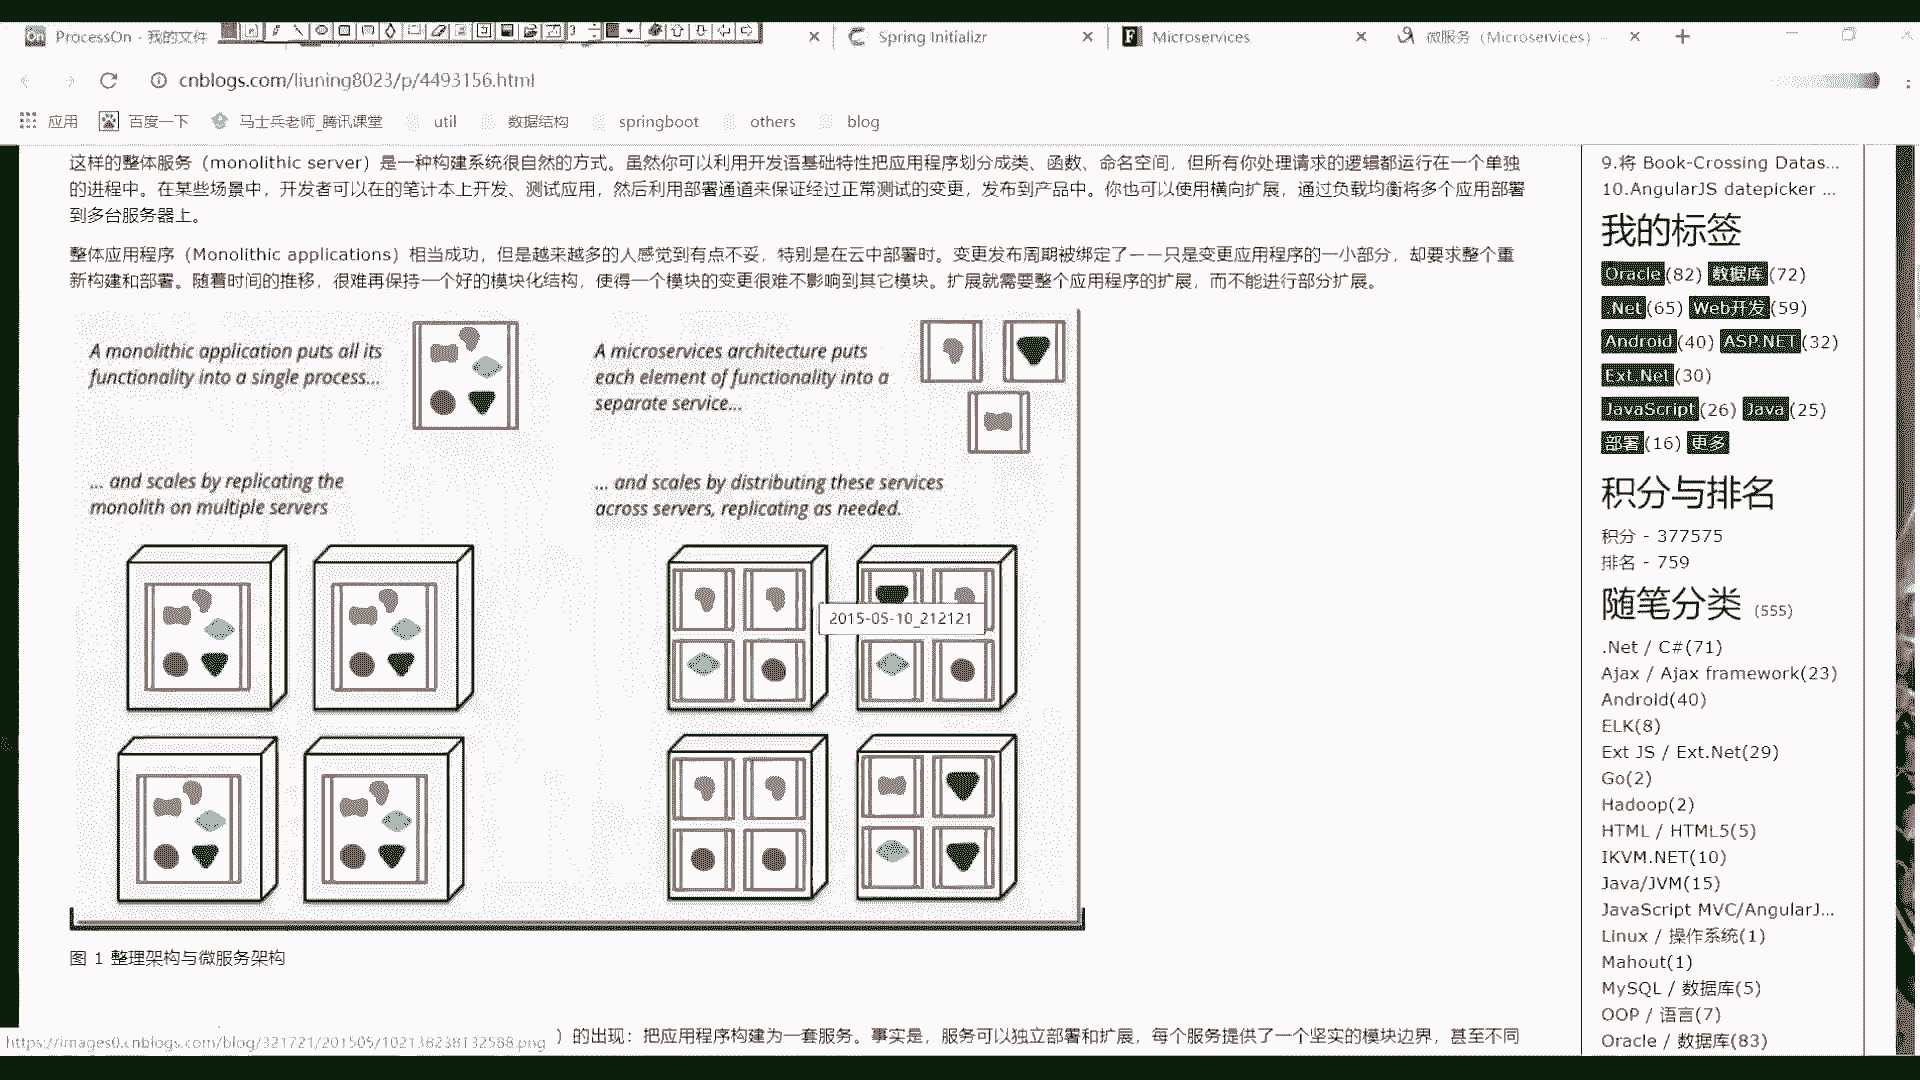 ProcessOn - 我的文件
3
Spring Initializr
Microservices
微服务（Microservices）-
cnblogs.com/liuning8023/p/4493156.html
应用
百度一下
马士兵老师_腾讯课堂
util
数据结构
springboot
others
blog
这样的整体服务（monolithic server）是一种构建系统很自然的方式。虽然你可以利用开发语基础特性把应用程序划分成类、函数、命名空间，但所有你处理请求的逻辑都运行在一个单独
的进程中。在某些场景中，开发者可以在的笔计本上开发、测试应用，然后利用部署通道来保证经过正常测试的变更，发布到产品中。你也可以使用横向扩展，通过负载均衡将多个应用部署
到多台服务器上。
整体应用程序（Monolithic applications）相当成功，但是越来越多的人感觉到有点不妥，特别是在云中部署时。变更发布周期被绑定了——只是变更应用程序的一小部分，却要求整个重
新构建和部署。随着时间的推移，很难再保持一个好的模块化结构，使得一个模块的变更很难不影响到其它模块。扩展就需要整个应用程序的扩展，而不能进行部分扩展。
A monolithic application puts all its
functionality into a single process...
... and scales by replicating the
monolith on multiple servers
A microservices architecture puts
each element of functionality into a
separate service...
... and scales by distributing these services
across servers, replicating as needed.
2015-05-10_212121
图 1 整理架构与微服务架构
）的出现：把应用程序构建为一套服务。事实是，服务可以独立部署和扩展，每个服务提供了一个坚实的模块边界，甚至不同
https://images0.cnblogs.com/blog/321721/201505/102138238132588.png
9.将 Book-Crossing Datas...
10.AngularJS datepicker ...
我的标签
Oracle(82) 数据库(72)
.Net(65) Web开发(59)
Android(40) ASP.NET(32)
Ext.Net(30)
JavaScript(26) Java(25)
部署(16) 更多
积分与排名
积分 - 377575
排名 - 759
随笔分类 (555)
.Net / C#(71)
Ajax / Ajax framework(23)
Android(40)
ELK(8)
Ext JS / Ext.Net(29)
Go(2)
Hadoop(2)
HTML / HTML5(5)
IKVM.NET(10)
Java/JVM(15)
JavaScript MVC/AngularJ...
Linux / 操作系统(1)
Mahout(1)
MySQL / 数据库(5)
OOP / 语言(7)
Oracle / 数据库(83)